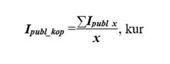 I_publ_kop = ∑I_publ x / x, kur